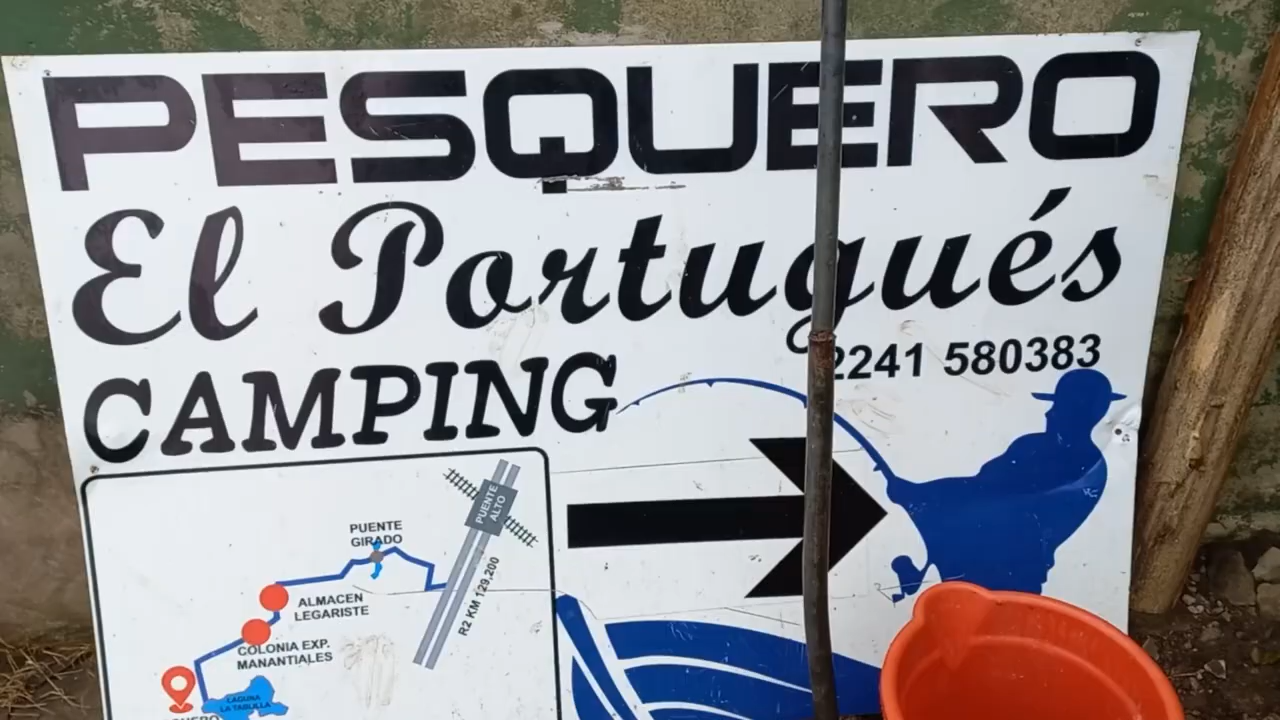 PESQUERO
El Portugués
2241 580383
CAMPING
PUENTE
ALTO
PUENTE
GIRADO
R2 KM 129,200
ALMACEN
LEGARISTE
COLONIA EXP.
MANANTIALES
LAGUNA
LA TABLILLA